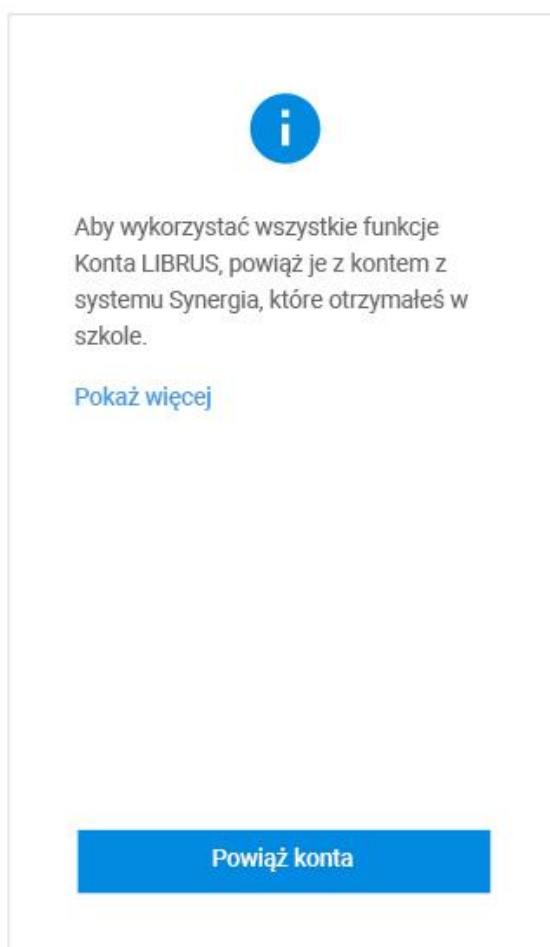 Aby wykorzystać wszystkie funkcje
Konta LIBRUS, powiąż je z kontem z
systemu Synergia, które otrzymałeś w
szkole.
Pokaż więcej
Powiąż konta